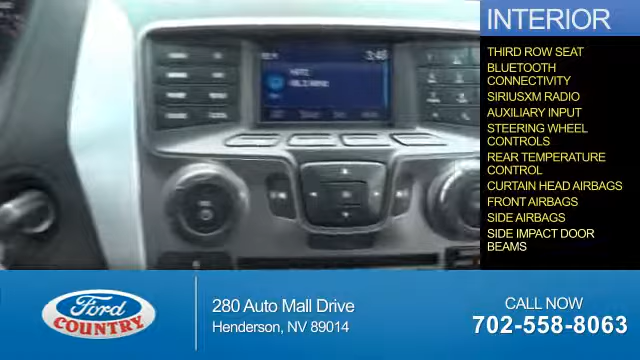 INTERIOR
THIRD ROW SEAT
BLUETOOTH
CONNECTIVITY
SIRIUSXM RADIO
AUXILIARY INPUT
STEERING WHEEL
CONTROLS
REAR TEMPERATURE
CONTROL
CURTAIN HEAD AIRBAGS
FRONT AIRBAGS
SIDE AIRBAGS
SIDE IMPACT DOOR
BEAMS
Ford
COUNTRY
280 Auto Mall Drive
Henderson, NV 89014
CALL NOW
702-558-8063